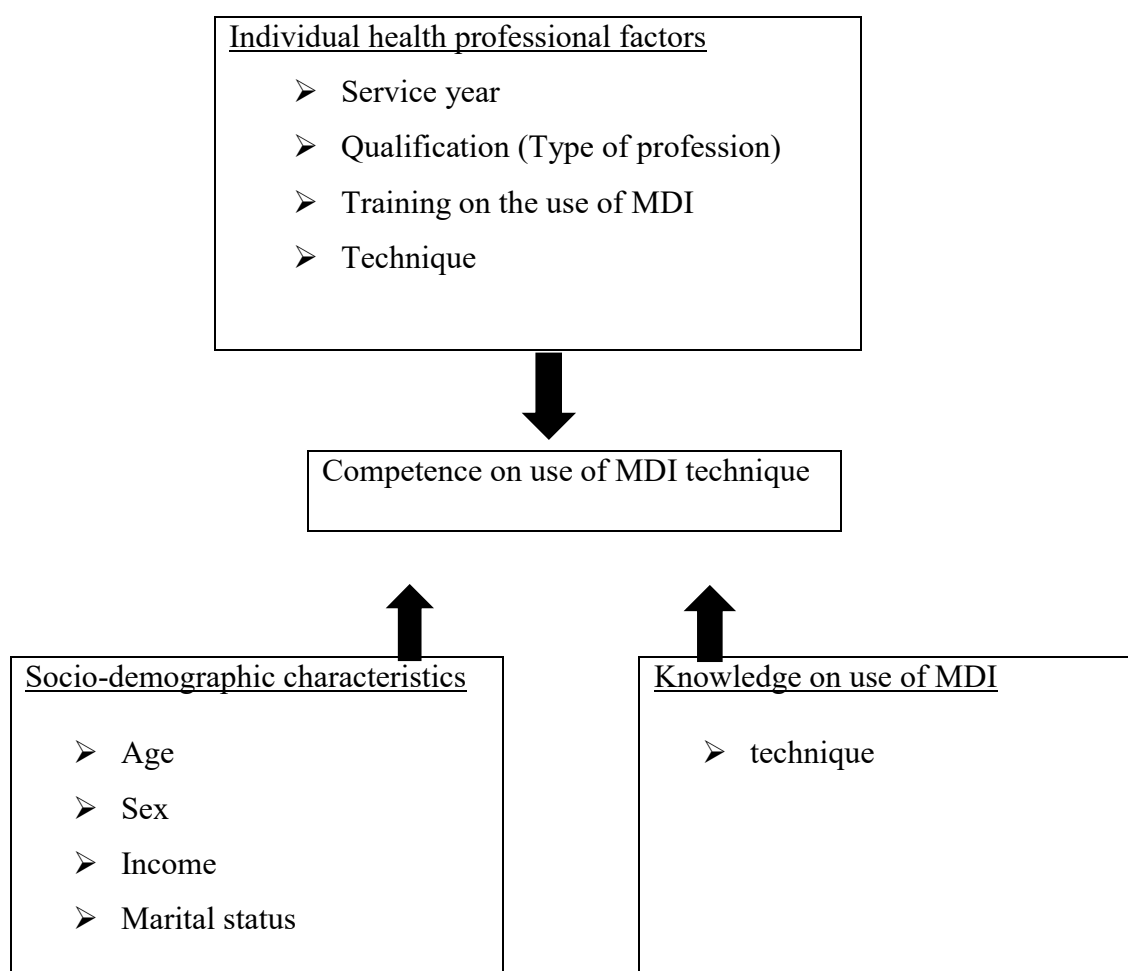 Individual health professional factors
➢ Service year
➢ Qualification (Type of profession)
➢ Training on the use of MDI
➢ Technique
Competence on use of MDI technique
Socio-demographic characteristics
➢ Age
➢ Sex
➢ Income
➢ Marital status
Knowledge on use of MDI
➢ technique